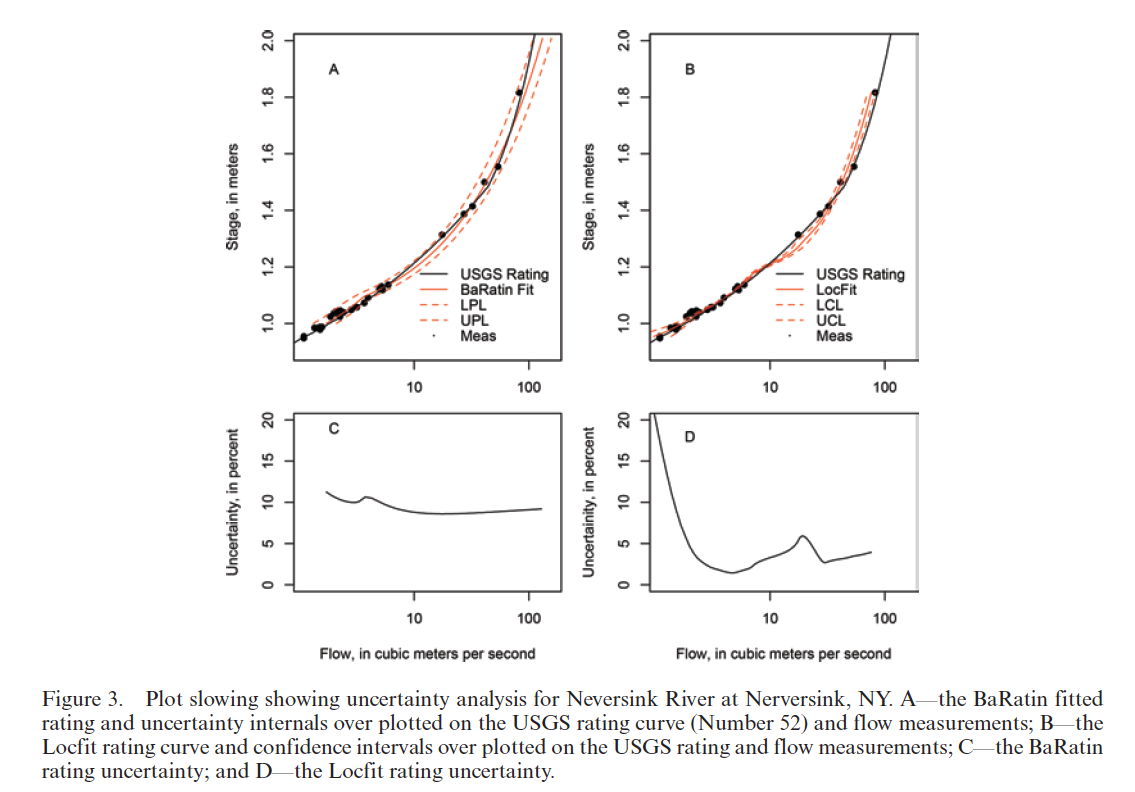 A
2.0
1.8
1.6
1.4
1.2
1.0
Stage, in meters
USGS Rating
BaRatin Fit
LPL
UPL
Meas
10
100
B
2.0
1.8
1.6
1.4
1.2
1.0
Stage, in meters
USGS Rating
LocFit
LCL
UCL
Meas
10
100
C
20
15
10
5
0
Uncertainty, in percent
10
100
Flow, in cubic meters per second
D
20
15
10
5
0
Uncertainity, in percent
10
100
Flow, in cubic meters per second
Figure 3. Plot slowing showing uncertainty analysis for Neversink River at Nerversink, NY. A—the BaRatin fitted
rating and uncertainty internals over plotted on the USGS rating curve (Number 52) and flow measurements; B—the
Locfit rating curve and confidence intervals over plotted on the USGS rating and flow measurements; C—the BaRatin
rating uncertainty; and D—the Locfit rating uncertainty.